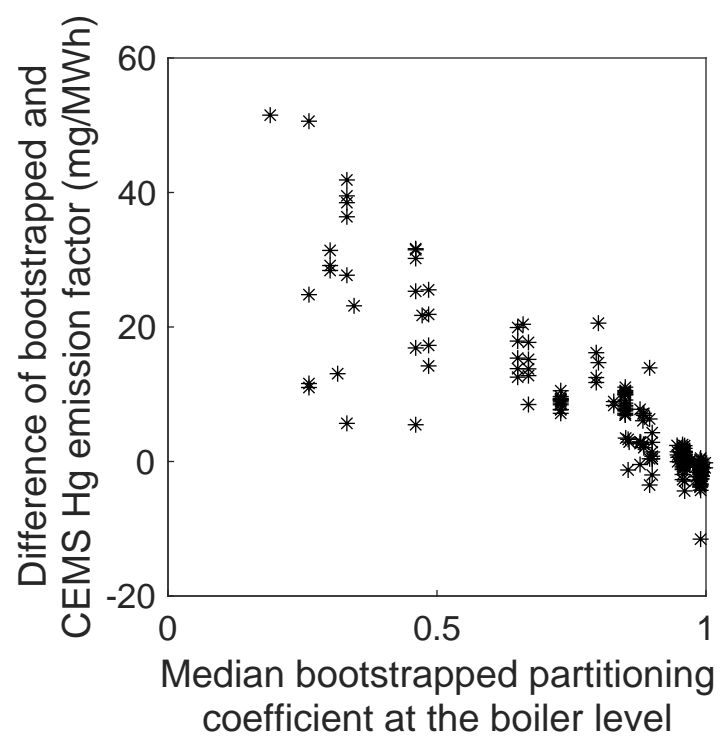 Difference of bootstrapped and
CEMS Hg emission factor (mg/MWh)
60
40
20
0
-20
0
0.5
1
Median bootstrapped partitioning
coefficient at the boiler level